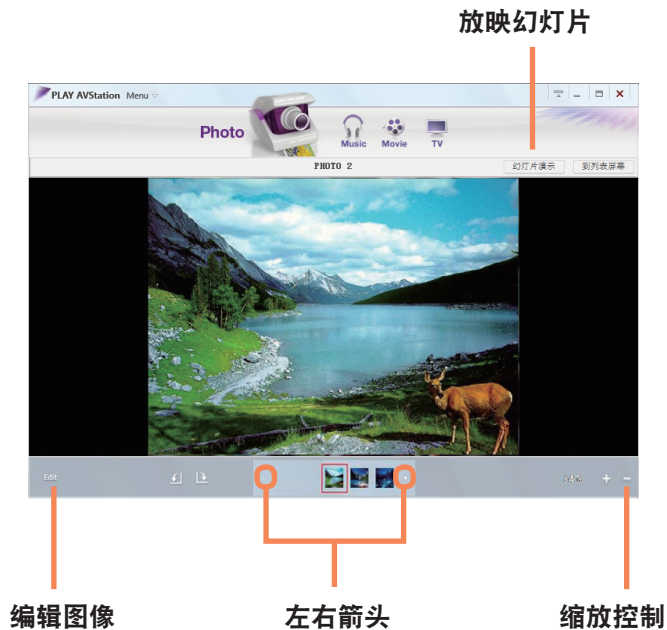 放映幻灯片
PLAY AVStation Menu
Photo
Music Movie TV
PHOTO 2
幻灯片演示 到列表屏幕
Edit
编辑图像 左右箭头 缩放控制